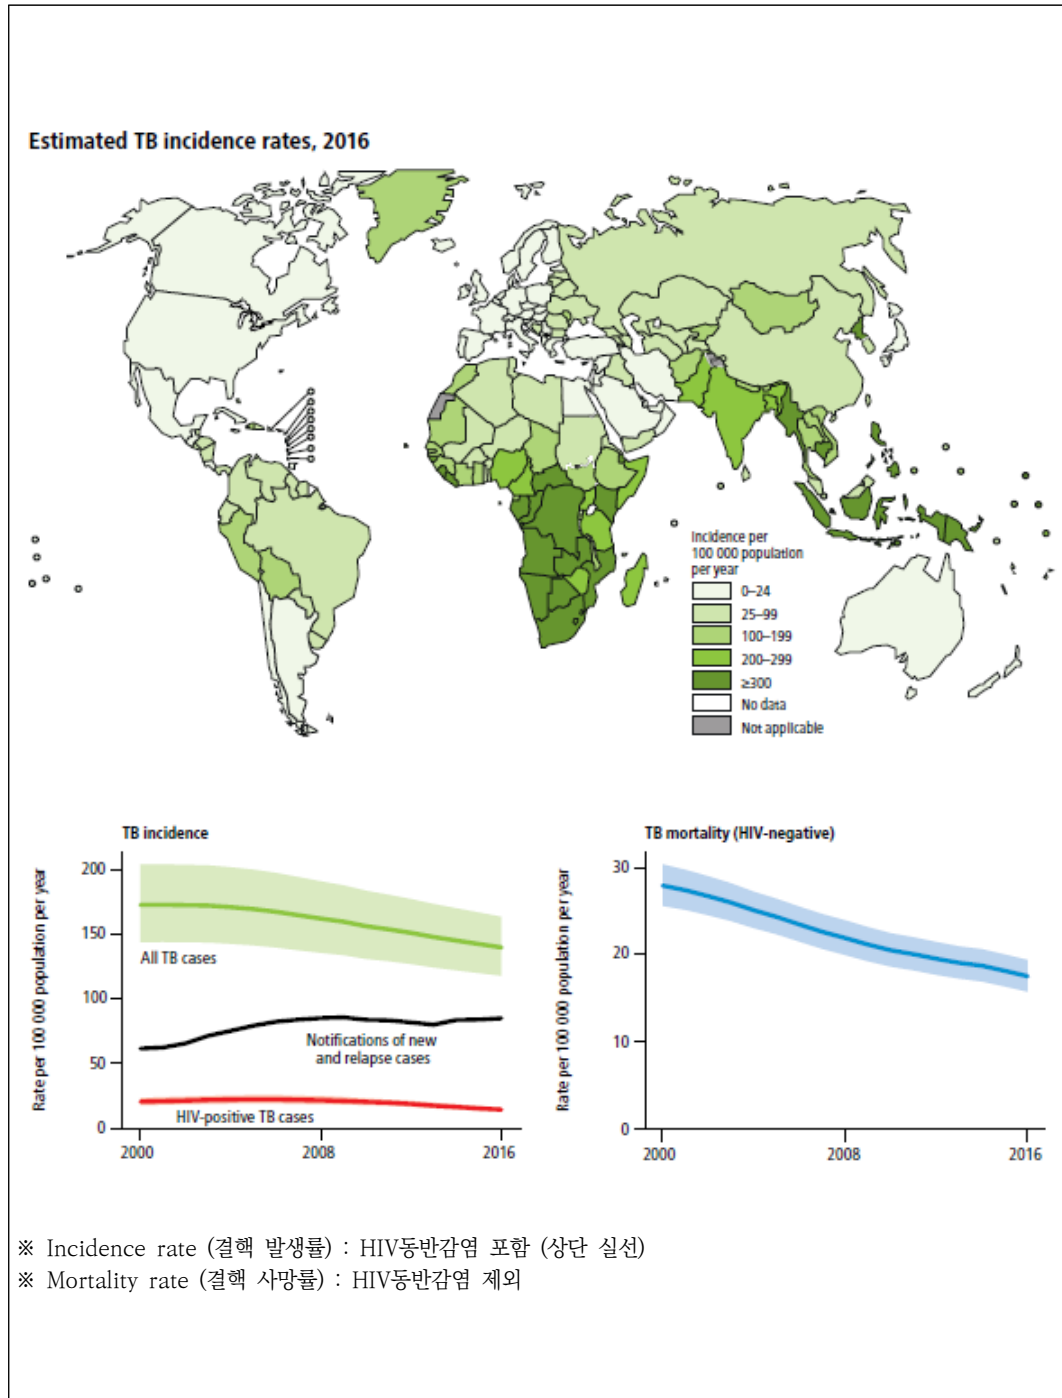 Estimated TB incidence rates, 2016
Incidence per
100 000 population
per year
0–24
25–99
100–199
200–299
≥300
No data
Not applicable
TB incidence
Rate per 100 000 population per year
200
150
100
50
0
All TB cases
Notifications of new
and relapse cases
HIV-positive TB cases
2000
2008
2016
TB mortality (HIV-negative)
Rate per 100 000 population per year
30
20
10
0
2000
2008
2016
※ Incidence rate (결핵 발생률) : HIV동반감염 포함 (상단 실선)
※ Mortality rate (결핵 사망률) : HIV동반감염 제외